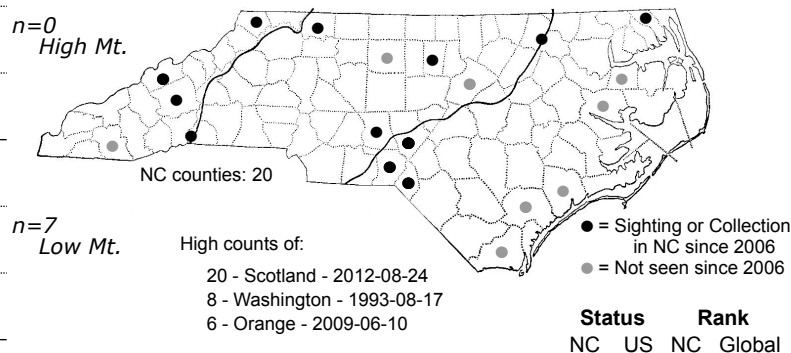 n=0
High Mt.
NC counties: 20
n=7
Low Mt.
High counts of:
20 - Scotland - 2012-08-24
8 - Washington - 1993-08-17
6 - Orange - 2009-06-10
= Sighting or Collection
in NC since 2006
= Not seen since 2006
Status Rank
NC US NC Global